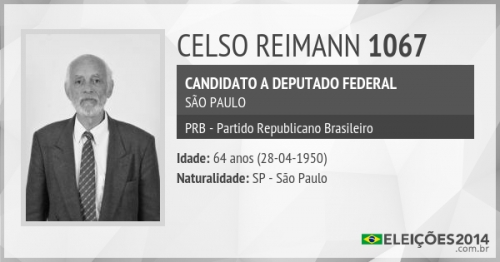 CELSO REIMANN 1067
CANDIDATO A DEPUTADO FEDERAL
SÃO PAULO
PRB - Partido Republicano Brasileiro
Idade: 64 anos (28-04-1950)
Naturalidade: SP - São Paulo
ELEIÇÕES2014
.com.br